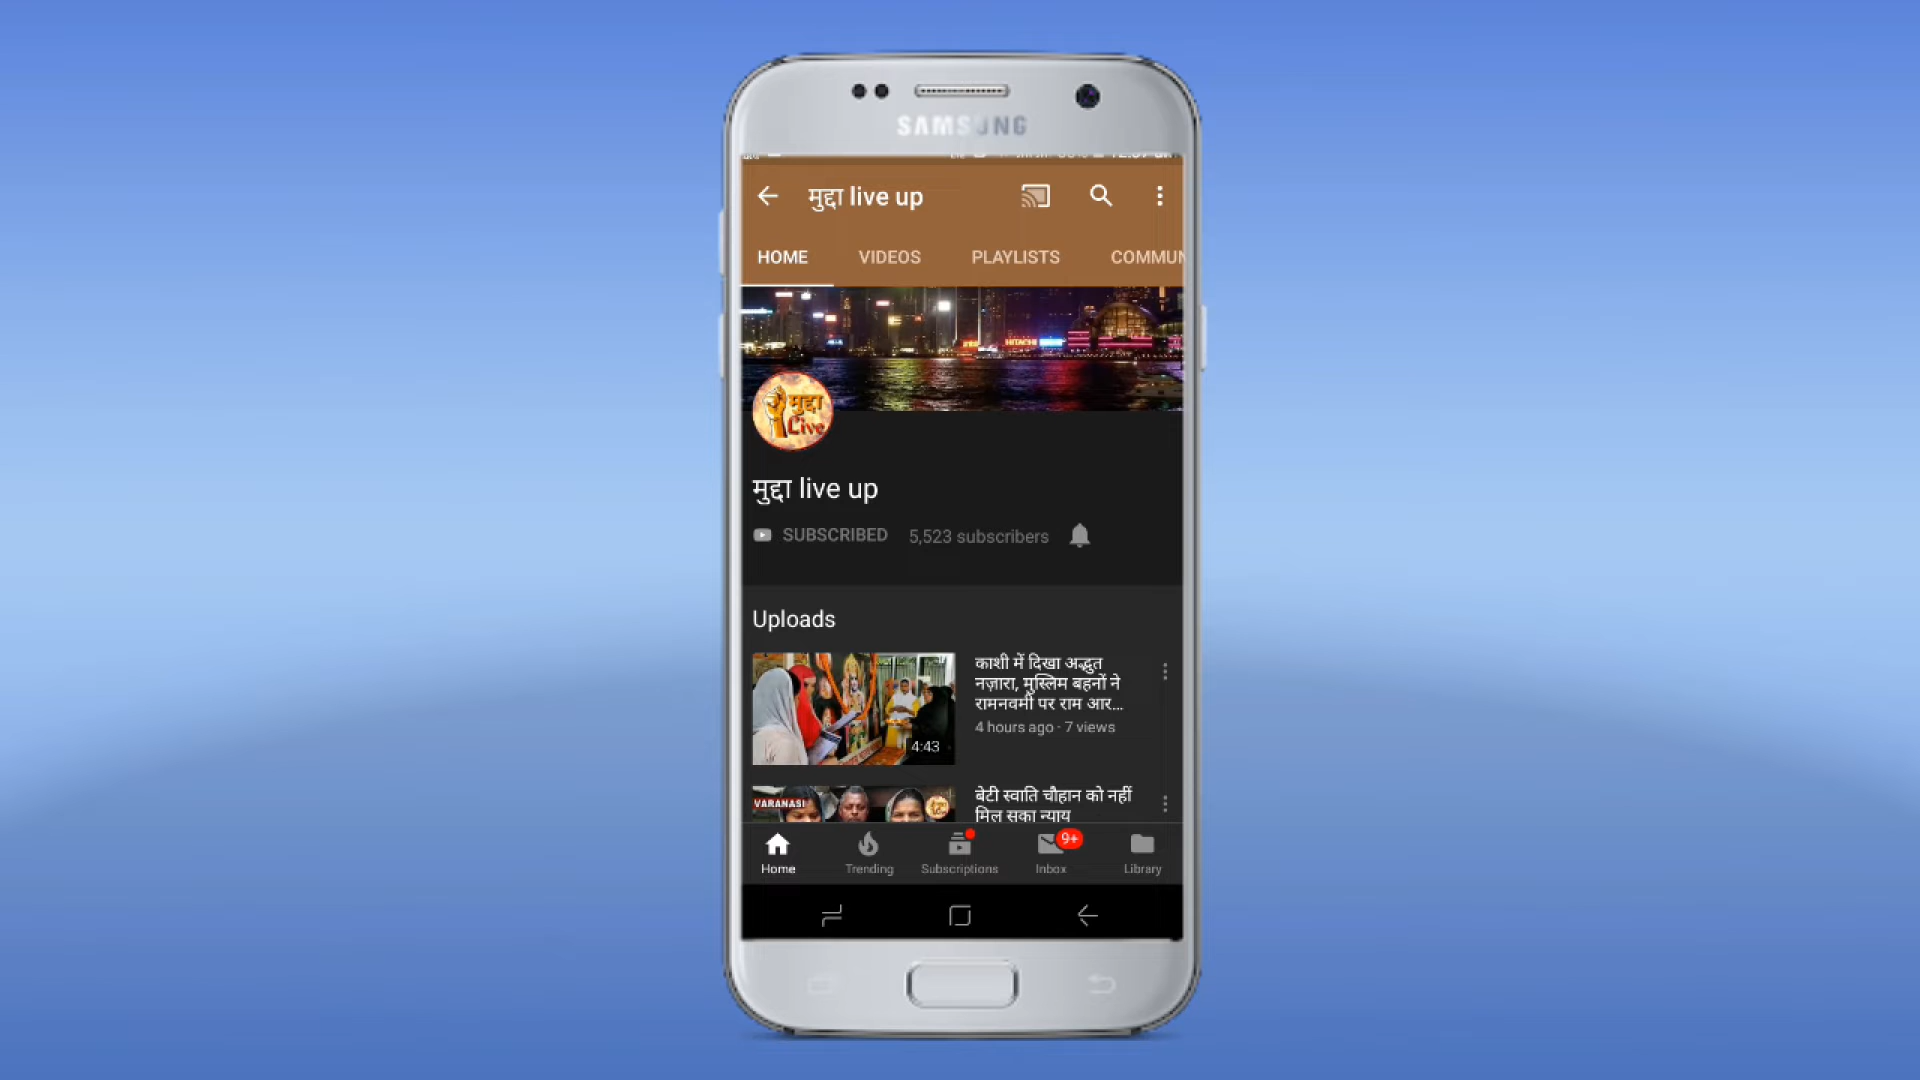 SAMSUNG
मुद्दा live up
HOME VIDEOS PLAYLISTS COMMUN
HITACHI
मुद्दा
Live
मुद्दा live up
SUBSCRIBED 5,523 subscribers
Uploads
काशी में दिखा अद्भुत
नज़ारा, मुस्लिम बहनों ने
रामनवमी पर राम आर...
4 hours ago · 7 views
4:43
VARANASI
बेटी स्वाति चौहान को नहीं
मिल सका न्याय
9+
Home Trending Subscriptions Inbox Library